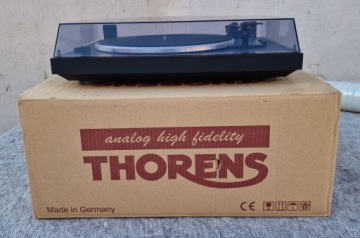 analog high fidelity
THORENS
Made in Germany
CE